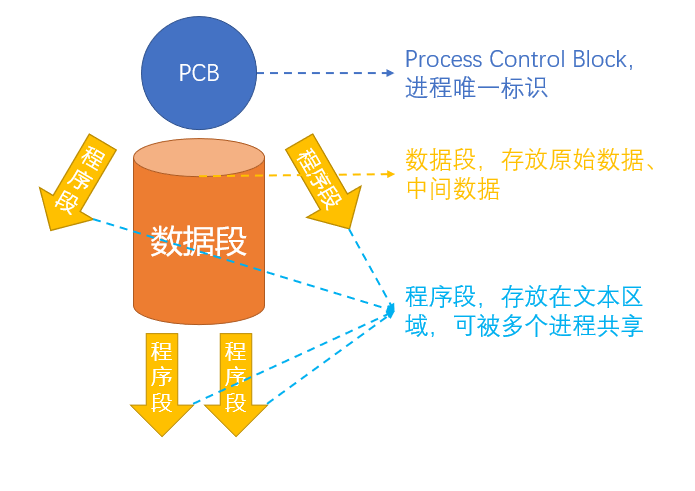 PCB
Process Control Block，
进程唯一标识
程序段
程序段
数据段，存放原始数据、
中间数据
数据段
程序段，存放在文本区
域，可被多个进程共享
程序段
程序段